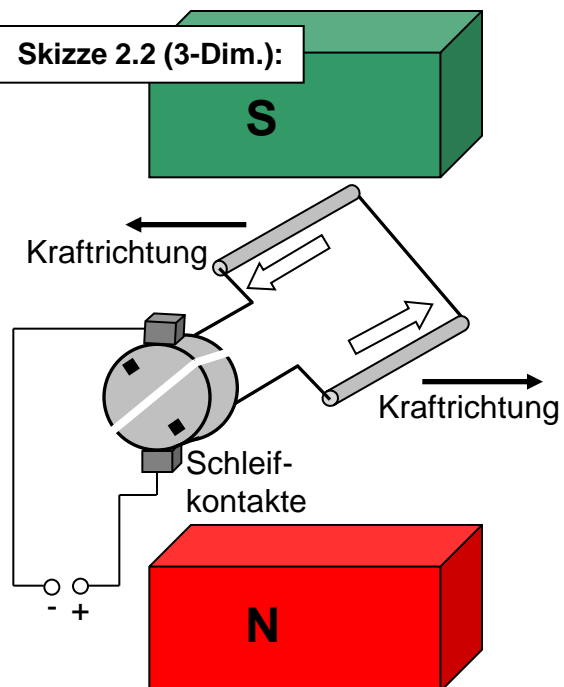 Skizze 2.2 (3-Dim.):
S
Kraftrichtung
Kraftrichtung
Schleif-
kontakte
- +
N